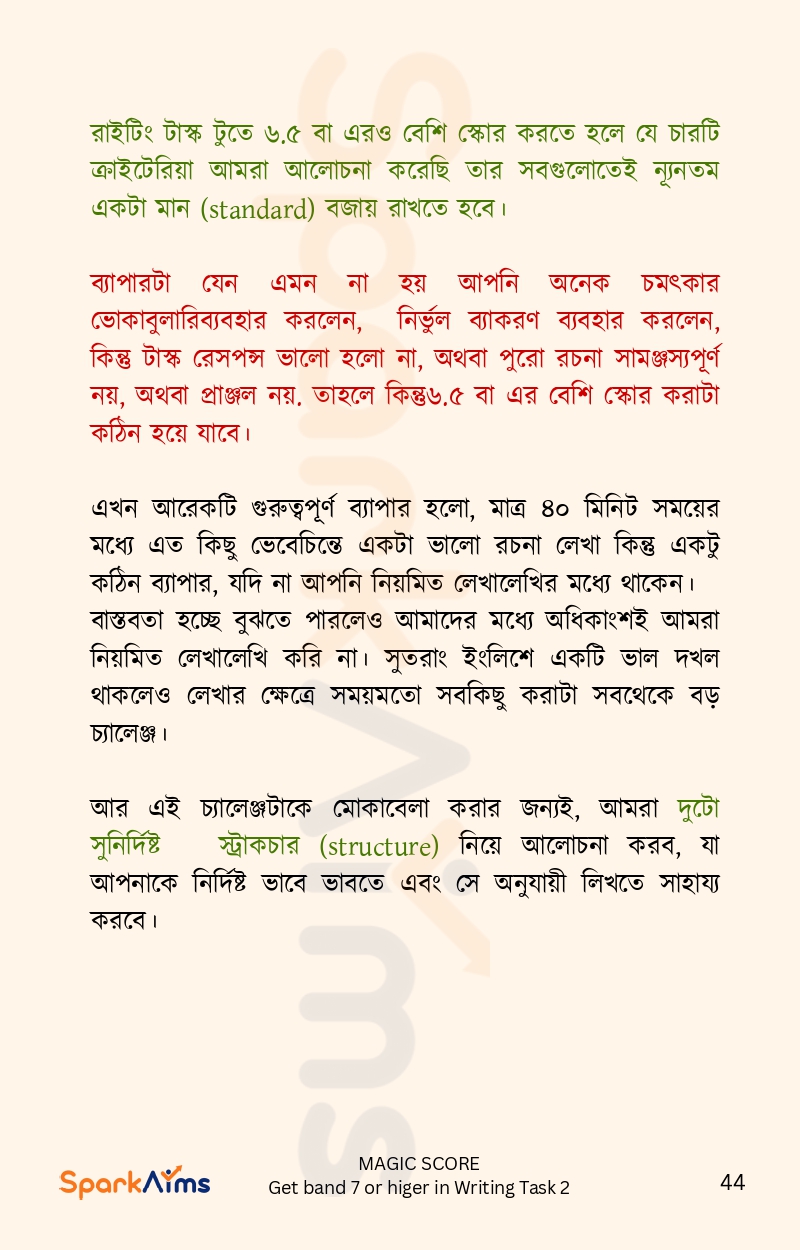 রাইটিং টাস্ক টুতে ৬.৫ বা এরও বেশি স্কোর করতে হলে যে চারটি
ক্রাইটেরিয়া আমরা আলোচনা করেছি তার সবগুলোতেই ন্যূনতম
একটা মান (standard) বজায় রাখতে হবে।
ব্যাপারটা যেন এমন না হয় আপনি অনেক চমৎকার
ভোকাবুলারিব্যবহার করলেন, নির্ভুল ব্যাকরণ ব্যবহার করলেন,
কিন্তু টাস্ক রেসপন্স ভালো হলো না, অথবা পুরো রচনা সামঞ্জস্যপূর্ণ
নয়, অথবা প্রাঞ্জল নয়. তাহলে কিন্তু৬.৫ বা এর বেশি স্কোর করাটা
কঠিন হয়ে যাবে।
এখন আরেকটি গুরুত্বপূর্ণ ব্যাপার হলো, মাত্র ৪০ মিনিট সময়ের
মধ্যে এত কিছু ভেবেচিন্তে একটা ভালো রচনা লেখা কিন্তু একটু
কঠিন ব্যাপার, যদি না আপনি নিয়মিত লেখালেখির মধ্যে থাকেন।
বাস্তবতা হচ্ছে বুঝতে পারলেও আমাদের মধ্যে অধিকাংশই আমরা
নিয়মিত লেখালেখি করি না। সুতরাং ইংলিশে একটি ভাল দখল
থাকলেও লেখার ক্ষেত্রে সময়মতো সবকিছু করাটা সবথেকে বড়
চ্যালেঞ্জ।
আর এই চ্যালেঞ্জটাকে মোকাবেলা করার জন্যই, আমরা দুটো
সুনির্দিষ্ট স্ট্রাকচার (structure) নিয়ে আলোচনা করব, যা
আপনাকে নির্দিষ্ট ভাবে ভাবতে এবং সে অনুযায়ী লিখতে সাহায্য
করবে।
SparkAims
MAGIC SCORE
Get band 7 or higer in Writing Task 2
44